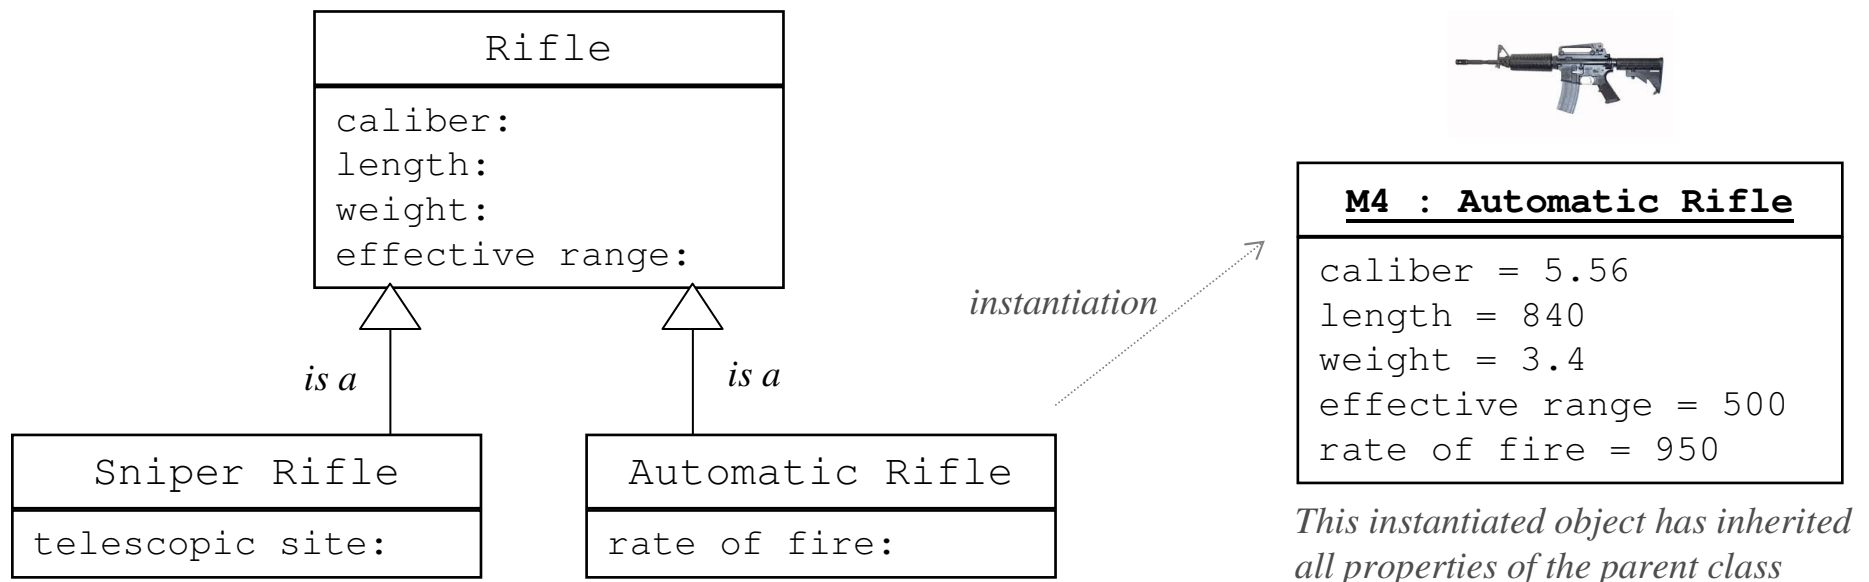 Rifle
caliber:
length:
weight:
effective range:
is a
is a
Sniper Rifle
telescopic site:
Automatic Rifle
rate of fire:
instantiation
M4 : Automatic Rifle
caliber = 5.56
length = 840
weight = 3.4
effective range = 500
rate of fire = 950
This instantiated object has inherited
all properties of the parent class